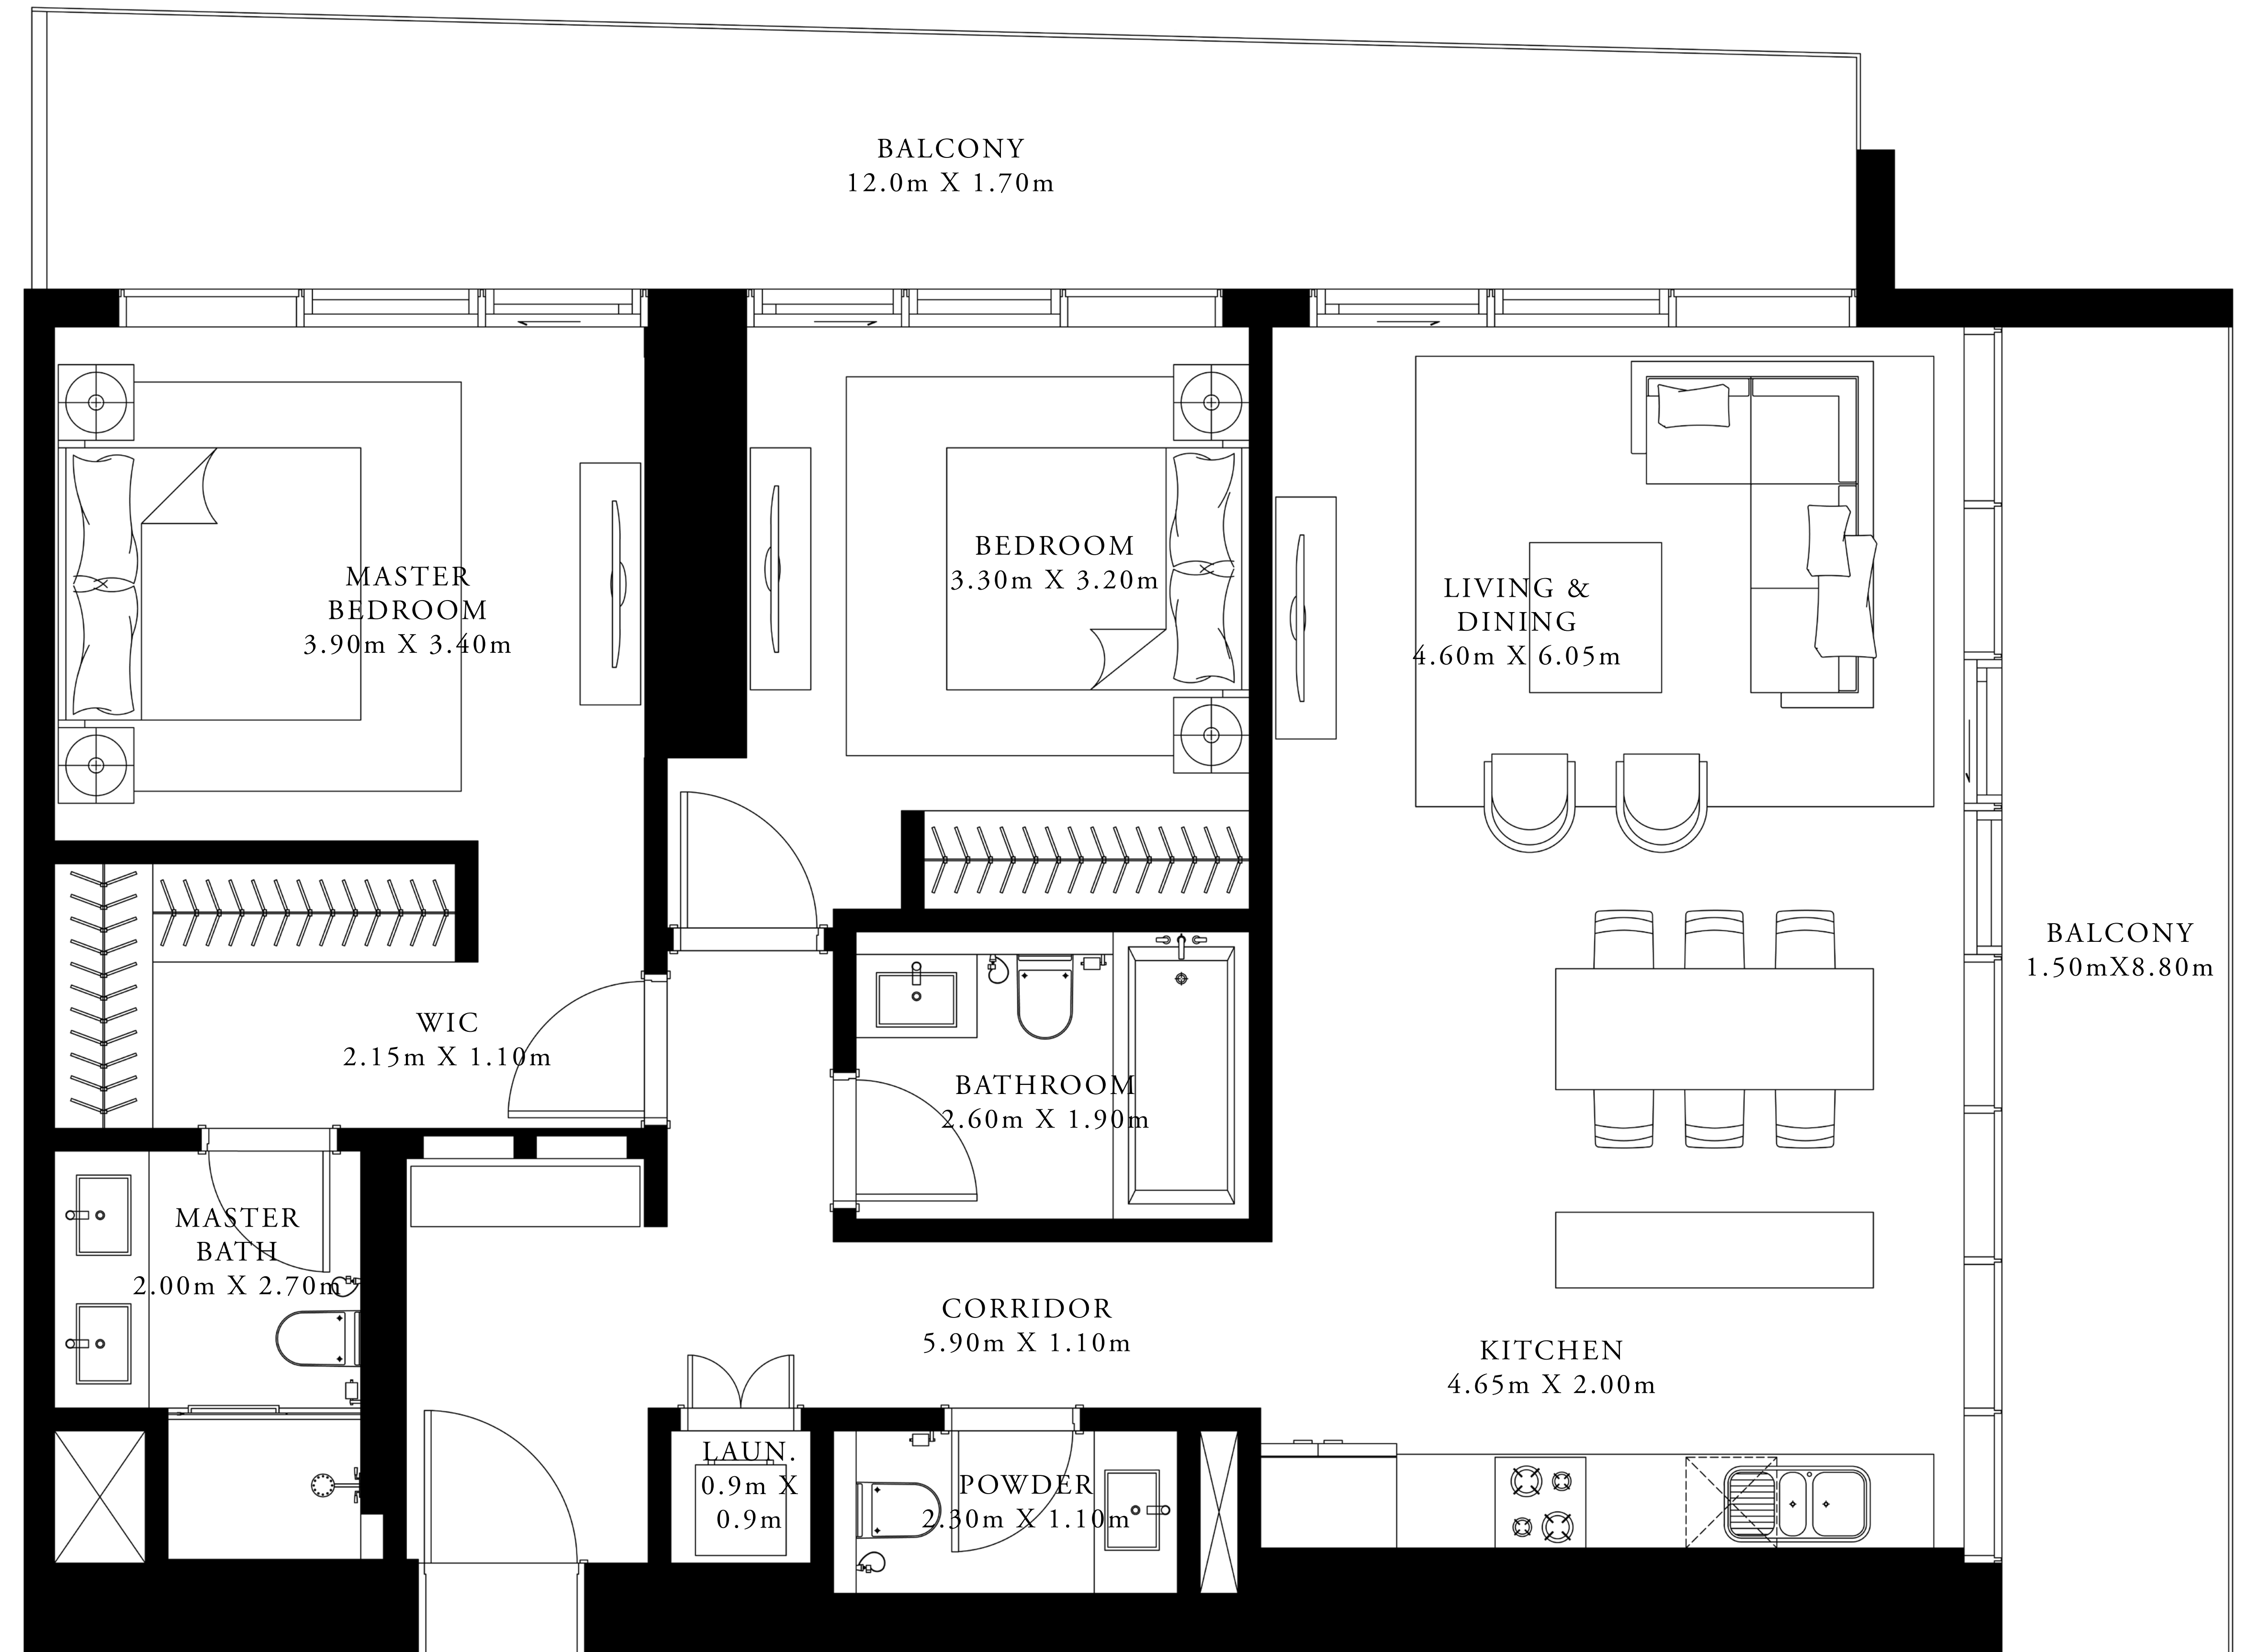 BALCONY
12.0m X 1.70m
MASTER
BEDROOM
3.90m X 3.40m
BEDROOM
3.30m X 3.20m
LIVING &
DINING
4.60m X 6.05m
BALCONY
1.50mX8.80m
WIC
2.15m X 1.10m
BATHROOM
2.60m X 1.90m
MASTER
BATH
2.00m X 2.70m
CORRIDOR
5.90m X 1.10m
KITCHEN
4.65m X 2.00m
LAUN.
0.9m X
0.9m
POWDER
2.30m X 1.10m